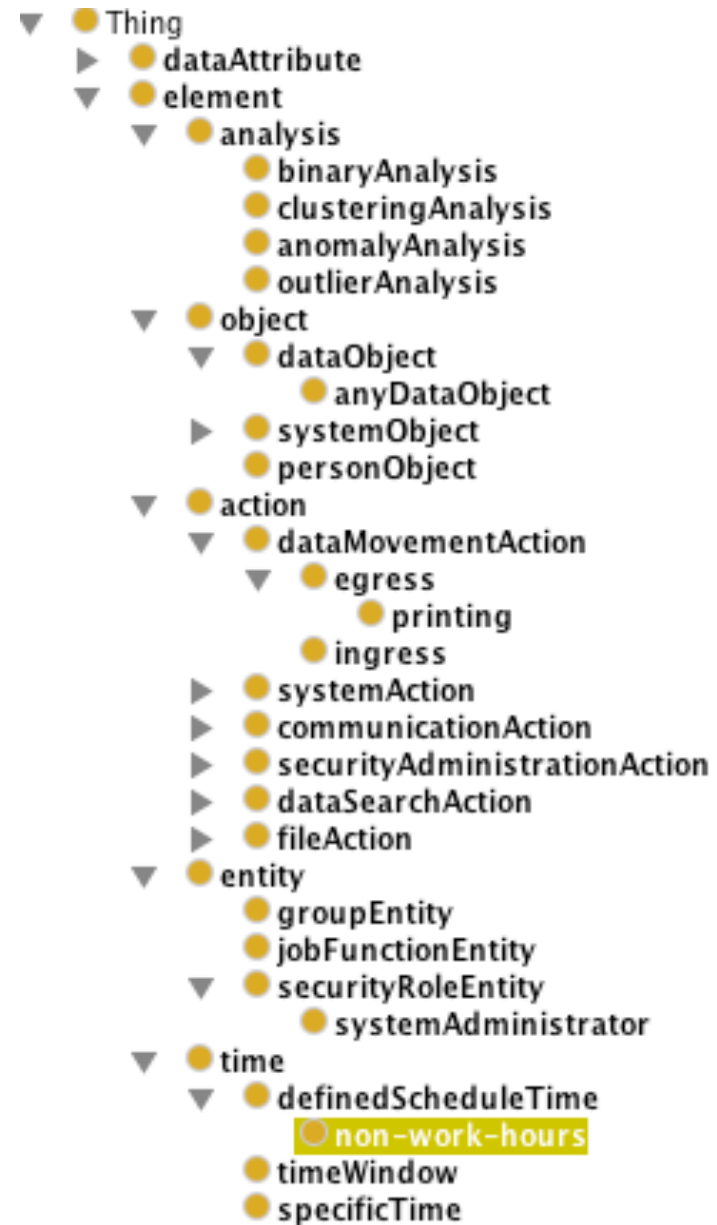 Thing
dataAttribute
element
analysis
binaryAnalysis
clusteringAnalysis
anomalyAnalysis
outlierAnalysis
object
dataObject
anyDataObject
systemObject
personObject
action
dataMovementAction
egress
printing
ingress
systemAction
communicationAction
securityAdministrationAction
dataSearchAction
fileAction
entity
groupEntity
jobFunctionEntity
securityRoleEntity
systemAdministrator
time
definedScheduleTime
non-work-hours
timeWindow
specificTime